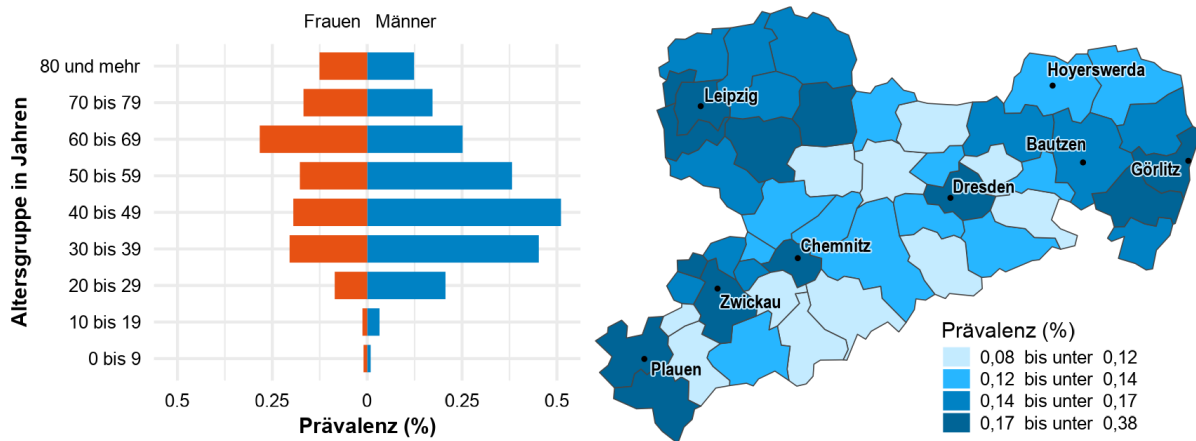 Frauen Männer
Altersgruppe in Jahren
80 und mehr
70 bis 79
60 bis 69
50 bis 59
40 bis 49
30 bis 39
20 bis 29
10 bis 19
0 bis 9
0.5 0.25 0 0.25 0.5
Prävalenz (%)
Hoyerswerda
Leipzig
Bautzen
Görlitz
Dresden
Chemnitz
Zwickau
Plauen
Prävalenz (%)
0,08 bis unter 0,12
0,12 bis unter 0,14
0,14 bis unter 0,17
0,17 bis unter 0,38